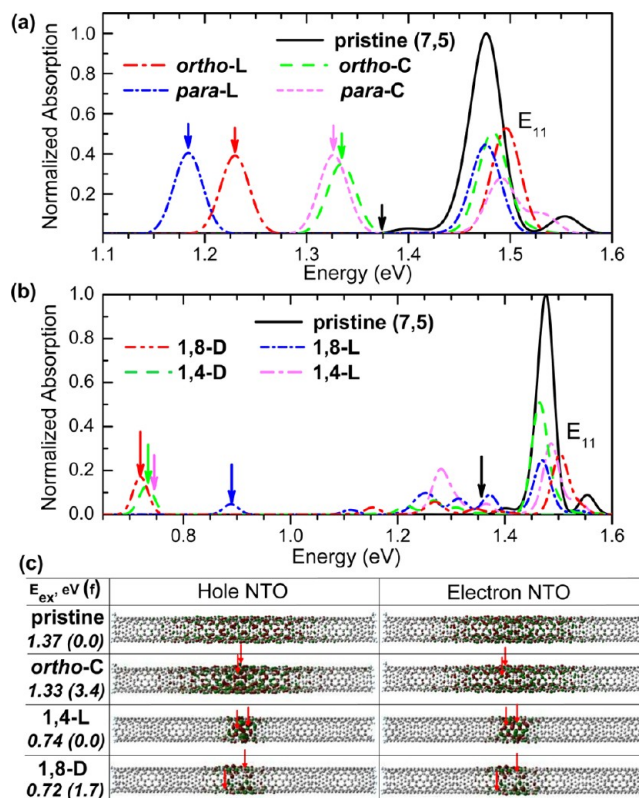 (a)
pristine (7,5)
ortho-L ortho-C
para-L para-C
E11
Normalized Absorption
1.0
0.8
0.6
0.4
0.2
1.1 1.2 1.3 1.4 1.5 1.6
Energy (eV)
(b)
pristine (7,5)
1,8-D 1,8-L
1,4-D 1,4-L
E11
Normalized Absorption
1.0
0.8
0.6
0.4
0.2
0.0
0.8 1.0 1.2 1.4 1.6
Energy (eV)
(c)
Eex, eV (f) Hole NTO Electron NTO
pristine
1.37 (0.0)
ortho-C
1.33 (3.4)
1,4-L
0.74 (0.0)
1,8-D
0.72 (1.7)